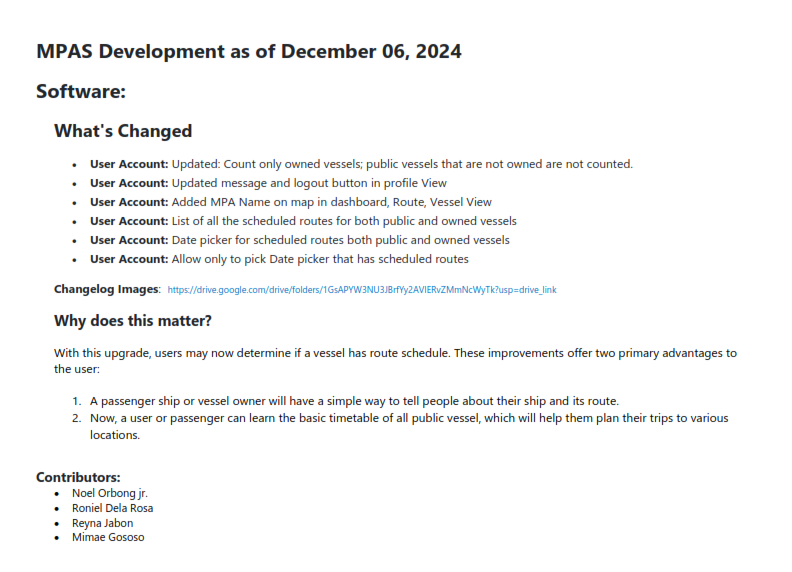 MPAS Development as of December 06, 2024
Software:
What's Changed
• User Account: Updated: Count only owned vessels; public vessels that are not owned are not counted.
• User Account: Updated message and logout button in profile View
• User Account: Added MPA Name on map in dashboard, Route, Vessel View
• User Account: List of all the scheduled routes for both public and owned vessels
• User Account: Date picker for scheduled routes both public and owned vessels
• User Account: Allow only to pick Date picker that has scheduled routes
Changelog Images: https://drive.google.com/drive/folders/1GsAPYW3NU3JBrfYy2AVIERvZMmNcWyTk?usp=drive_link
Why does this matter?
With this upgrade, users may now determine if a vessel has route schedule. These improvements offer two primary advantages to
the user:
1. A passenger ship or vessel owner will have a simple way to tell people about their ship and its route.
2. Now, a user or passenger can learn the basic timetable of all public vessel, which will help them plan their trips to various
locations.
Contributors:
• Noel Orbong jr.
• Roniel Dela Rosa
• Reyna Jabon
• Mimae Gososo